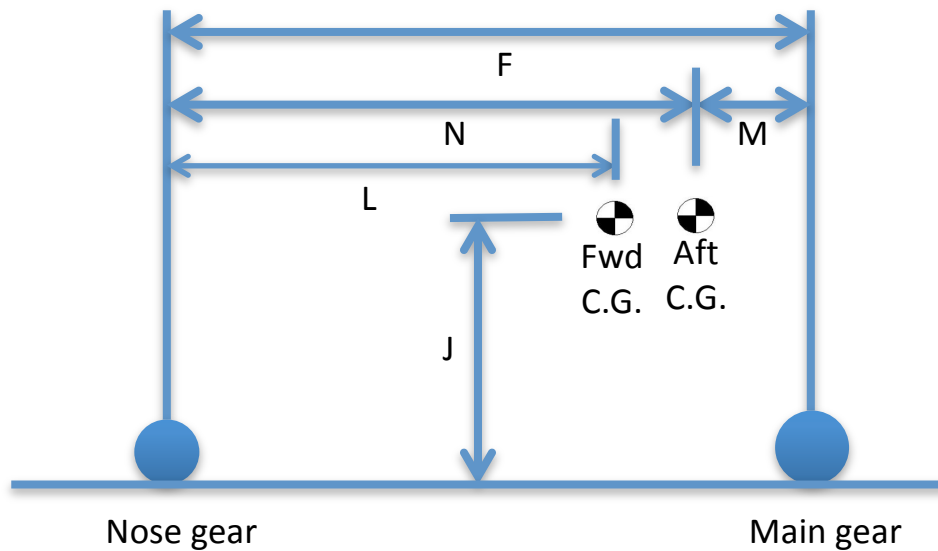 F
N
M
L
Fwd
C.G.
Aft
C.G.
J
Nose gear
Main gear